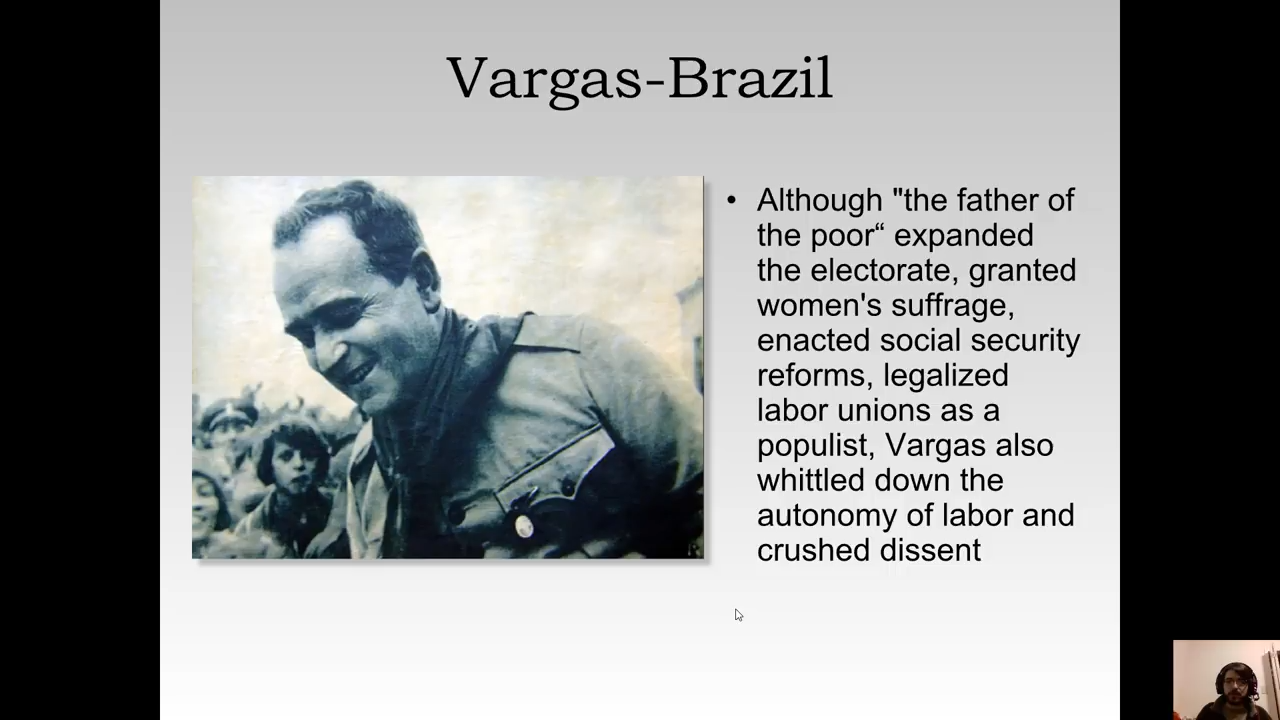 Vargas-Brazil
• Although "the father of
the poor“ expanded
the electorate, granted
women's suffrage,
enacted social security
reforms, legalized
labor unions as a
populist, Vargas also
whittled down the
autonomy of labor and
crushed dissent